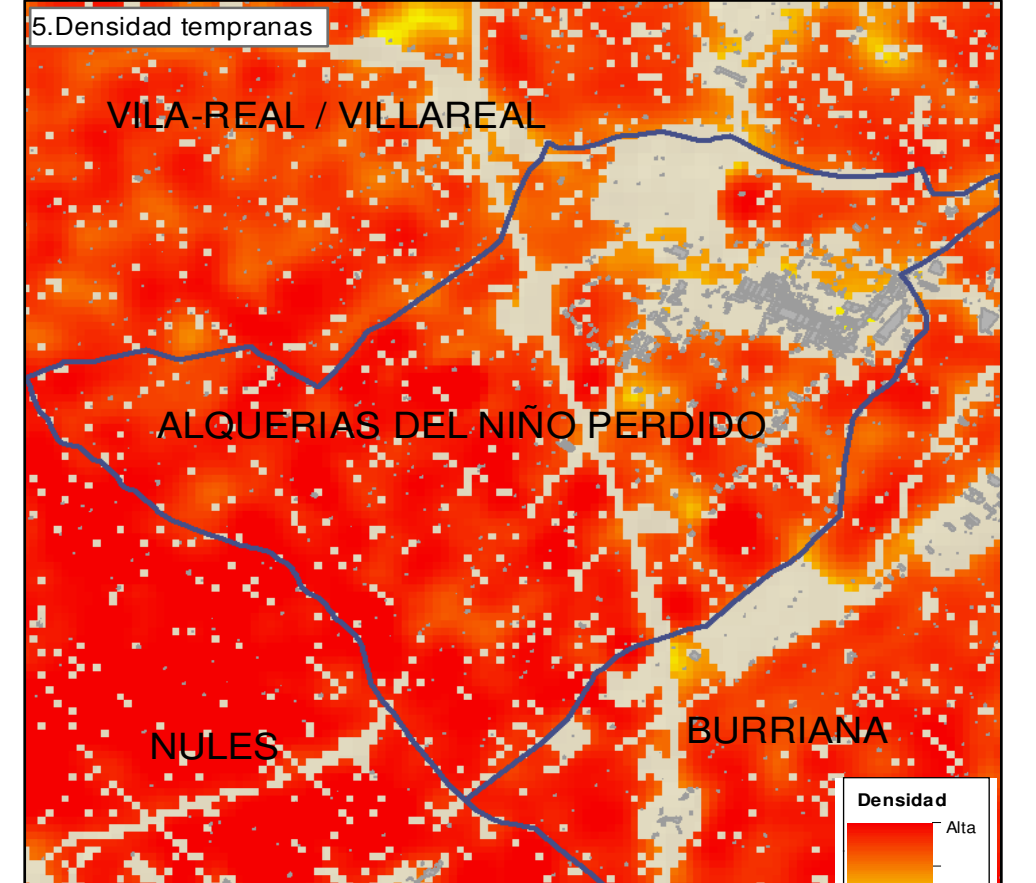 5.Densidad tempranas
VILA-REAL / VILLAREAL
ALQUERIAS DEL NIÑO PERDIDO
NULES
BURRIANA
Densidad
Alta